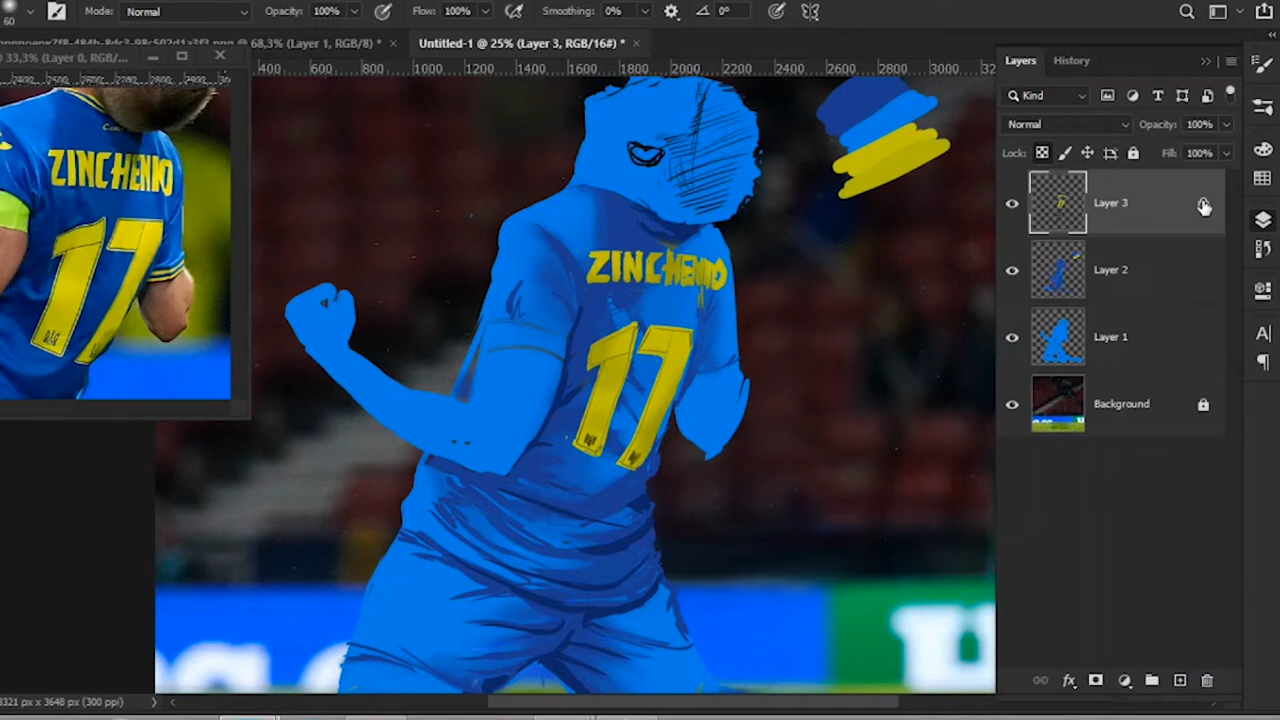 60
Mode: Normal
Opacity: 100%
Flow: 100%
Smoothing: 0%
0°
68,3% (Layer 1, RGB/8) *
Untitled-1 @ 25% (Layer 3, RGB/16#) *
33,3% (Layer 0, RGB/...
400 600 800 1000 1200 1400 1600 1800 2000 2200 2400 2600 2800 3000
Layers
History
Kind
Normal
Opacity: 100%
Lock:
Fill: 100%
Layer 3
Layer 2
Layer 1
Background
ZINCHENKO
17
ZINCHENKO
17
fx
3648 px (300 ppi)